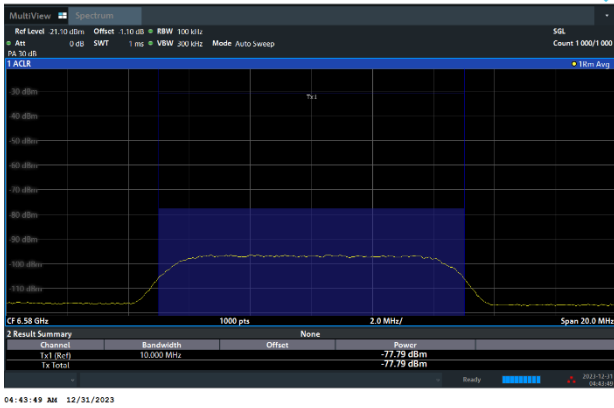 MultiView Spectrum
Ref Level -21.10 dBm Offset -1.10 dB RBW 100 kHz SGL
Att 0 dB SWT 1 ms VBW 300 kHz Mode Auto Sweep Count 1000/1000
PA 30 dB
1 ACLR 1Rm Avg
-30 dBm
Tx1
-40 dBm
-50 dBm
-60 dBm
-70 dBm
-80 dBm
-90 dBm
-100 dBm
-110 dBm
CF 6.58 GHz 1000 pts 2.0 MHz/ Span 20.0 MHz
2 Result Summary None
Channel Bandwidth Offset Power
Tx1 (Ref) 10.000 MHz -77.79 dBm
Tx Total -77.79 dBm
Ready 2023-12-31
04:43:49
04:43:49 AM 12/31/2023